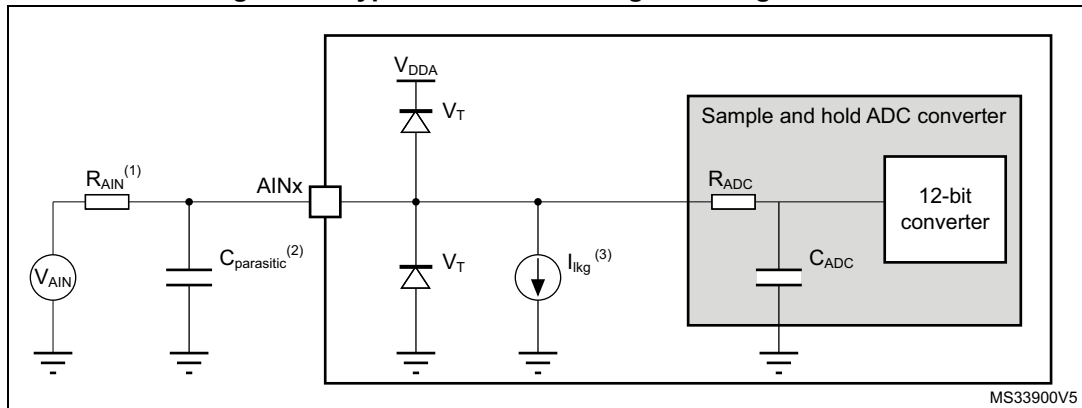 V_DDA
V_T
Sample and hold ADC converter
R_AIN(1)
AINx
R_ADC
12-bit
converter
V_AIN
C_parasitic(2)
V_T
I_lkg(3)
C_ADC
MS33900V5